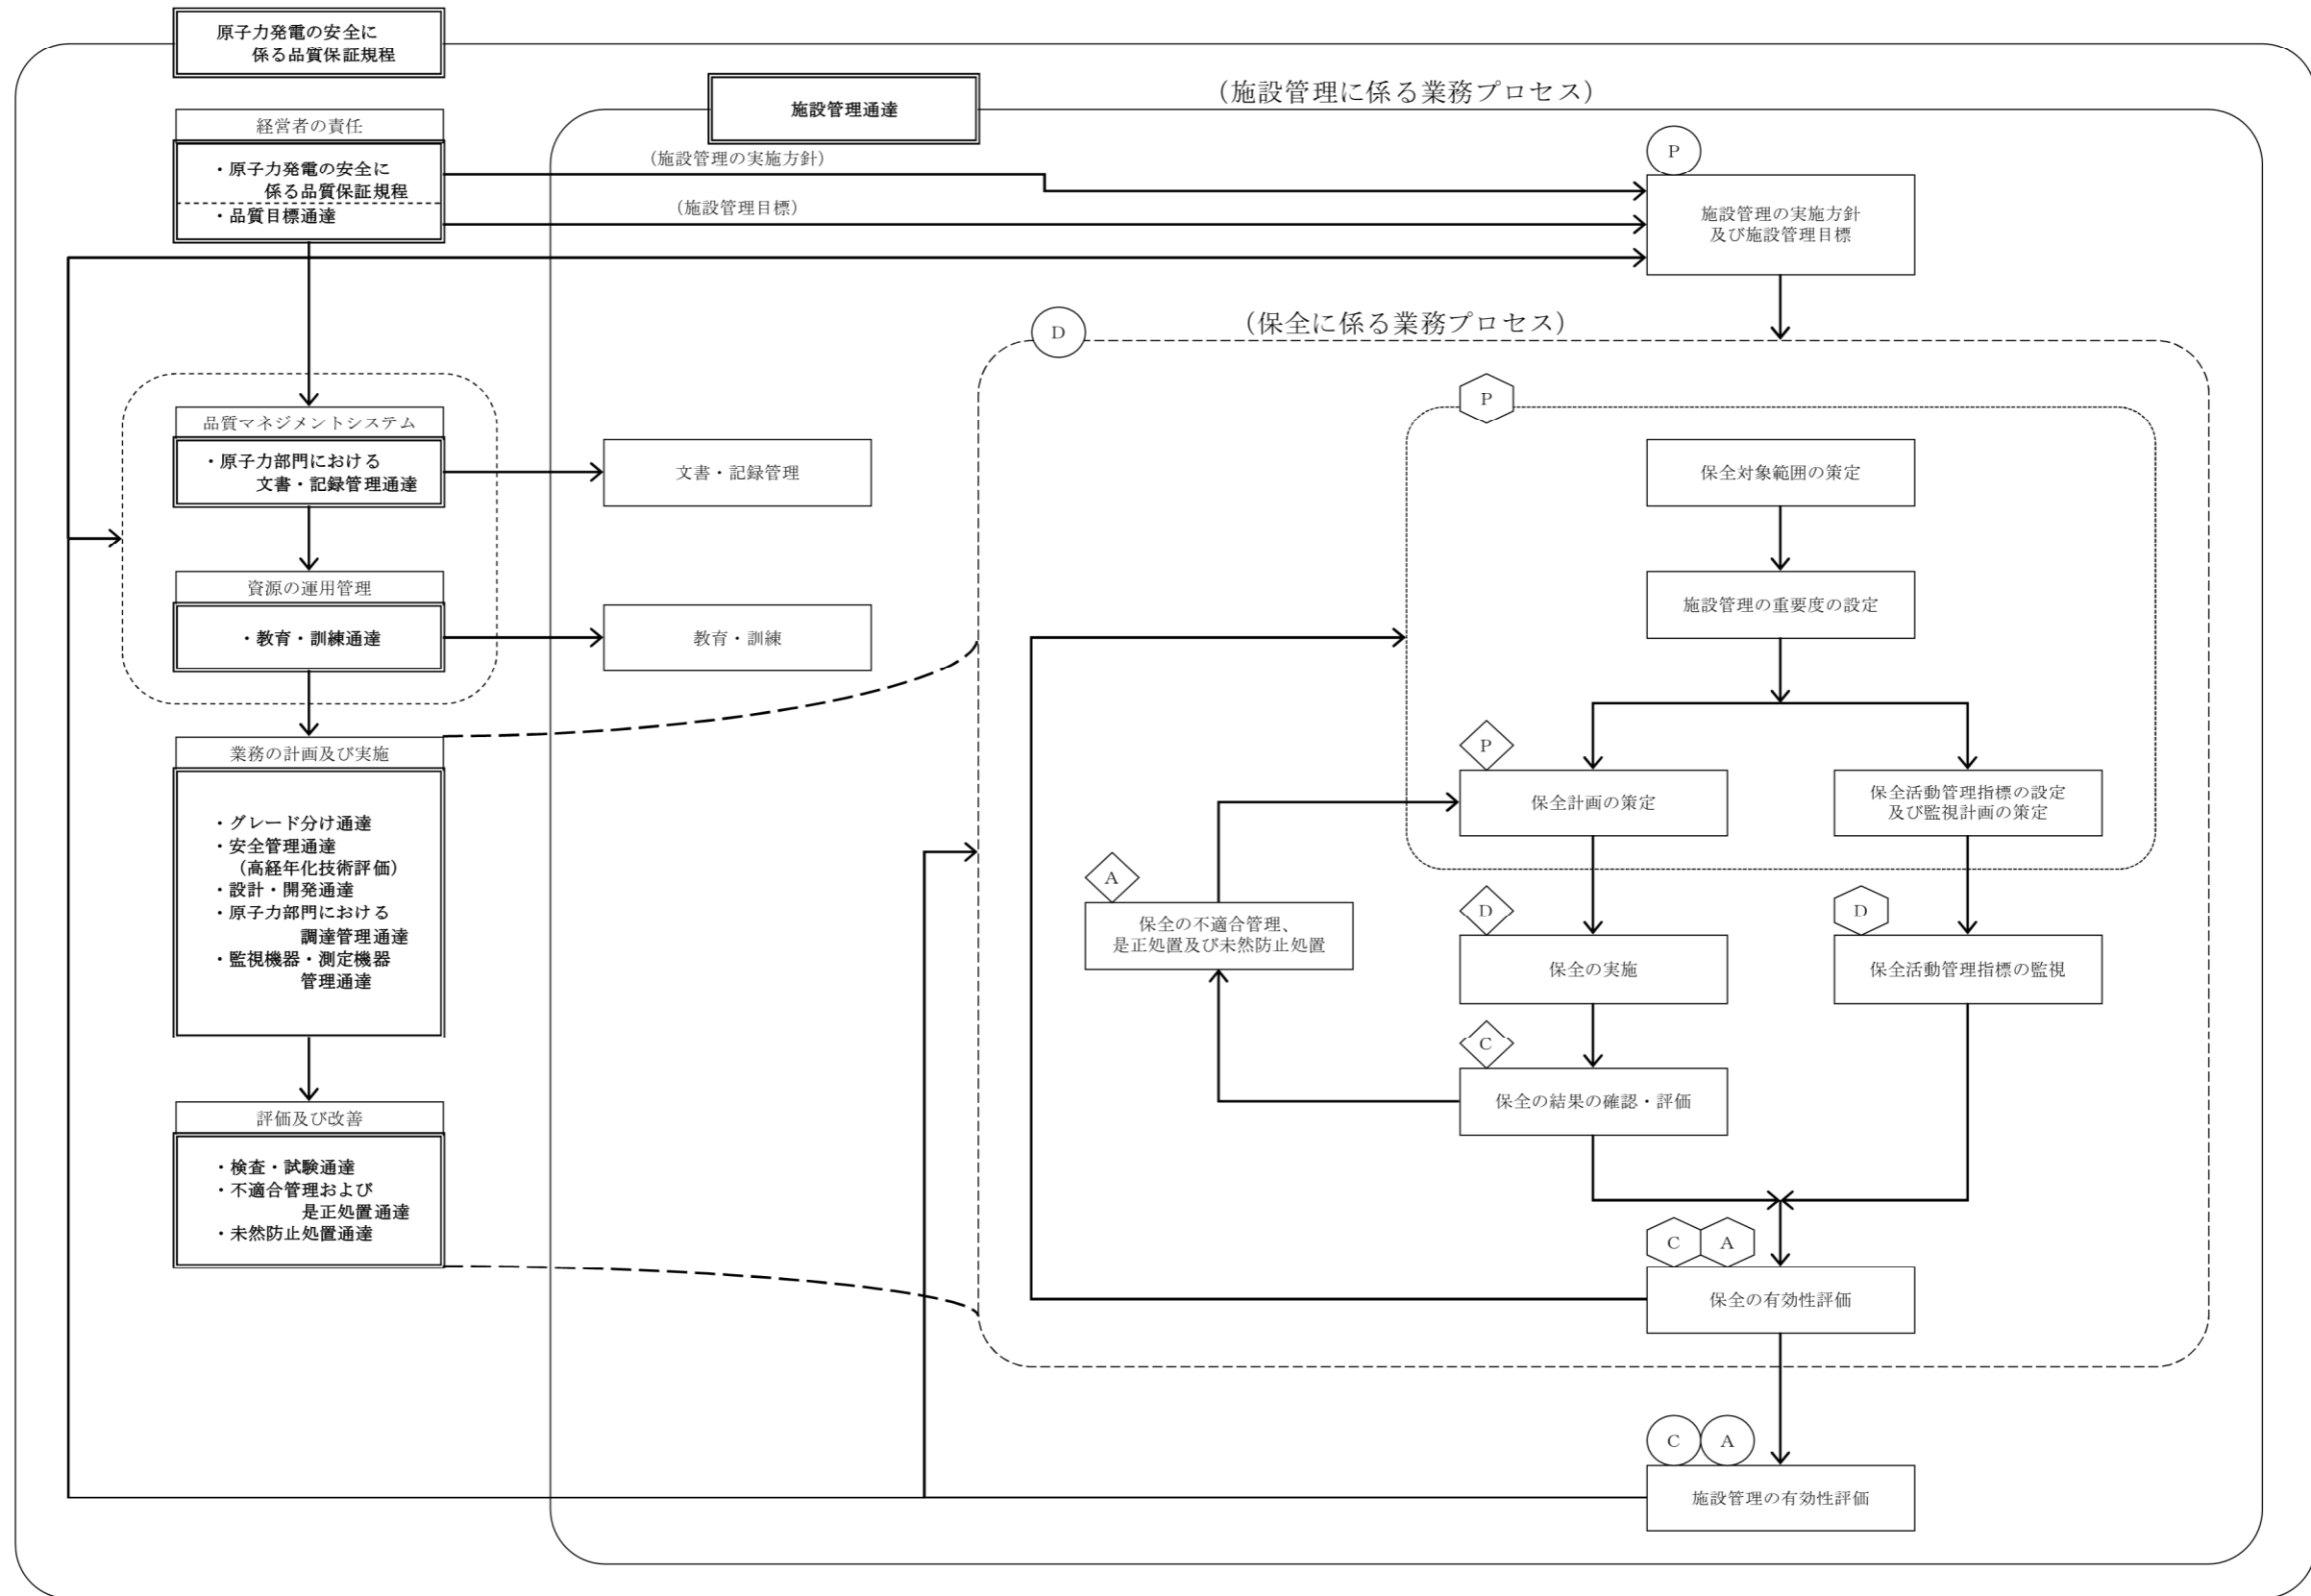 原子力発電の安全に
係る品質保証規程
経営者の責任
・原子力発電の安全に
係る品質保証規程
・品質目標通達
品質マネジメントシステム
・原子力部門における
文書・記録管理通達
資源の運用管理
・教育・訓練通達
業務の計画及び実施
・グレード分け通達
・安全管理通達
(高経年化技術評価)
・設計・開発通達
・原子力部門における
調達管理通達
・監視機器・測定機器
管理通達
評価及び改善
・検査・試験通達
・不適合管理および
是正処置通達
・未然防止処置通達
施設管理通達
(施設管理に係る業務プロセス)
(施設管理の実施方針)
(施設管理目標)
文書・記録管理
教育・訓練
P
施設管理の実施方針
及び施設管理目標
D
(保全に係る業務プロセス)
P
保全対象範囲の策定
施設管理の重要度の設定
P
保全計画の策定
保全活動管理指標の設定
及び監視計画の策定
A
保全の不適合管理、
是正処置及び未然防止処置
D
保全の実施
D
保全活動管理指標の監視
C
保全の結果の確認・評価
C A
保全の有効性評価
C A
施設管理の有効性評価